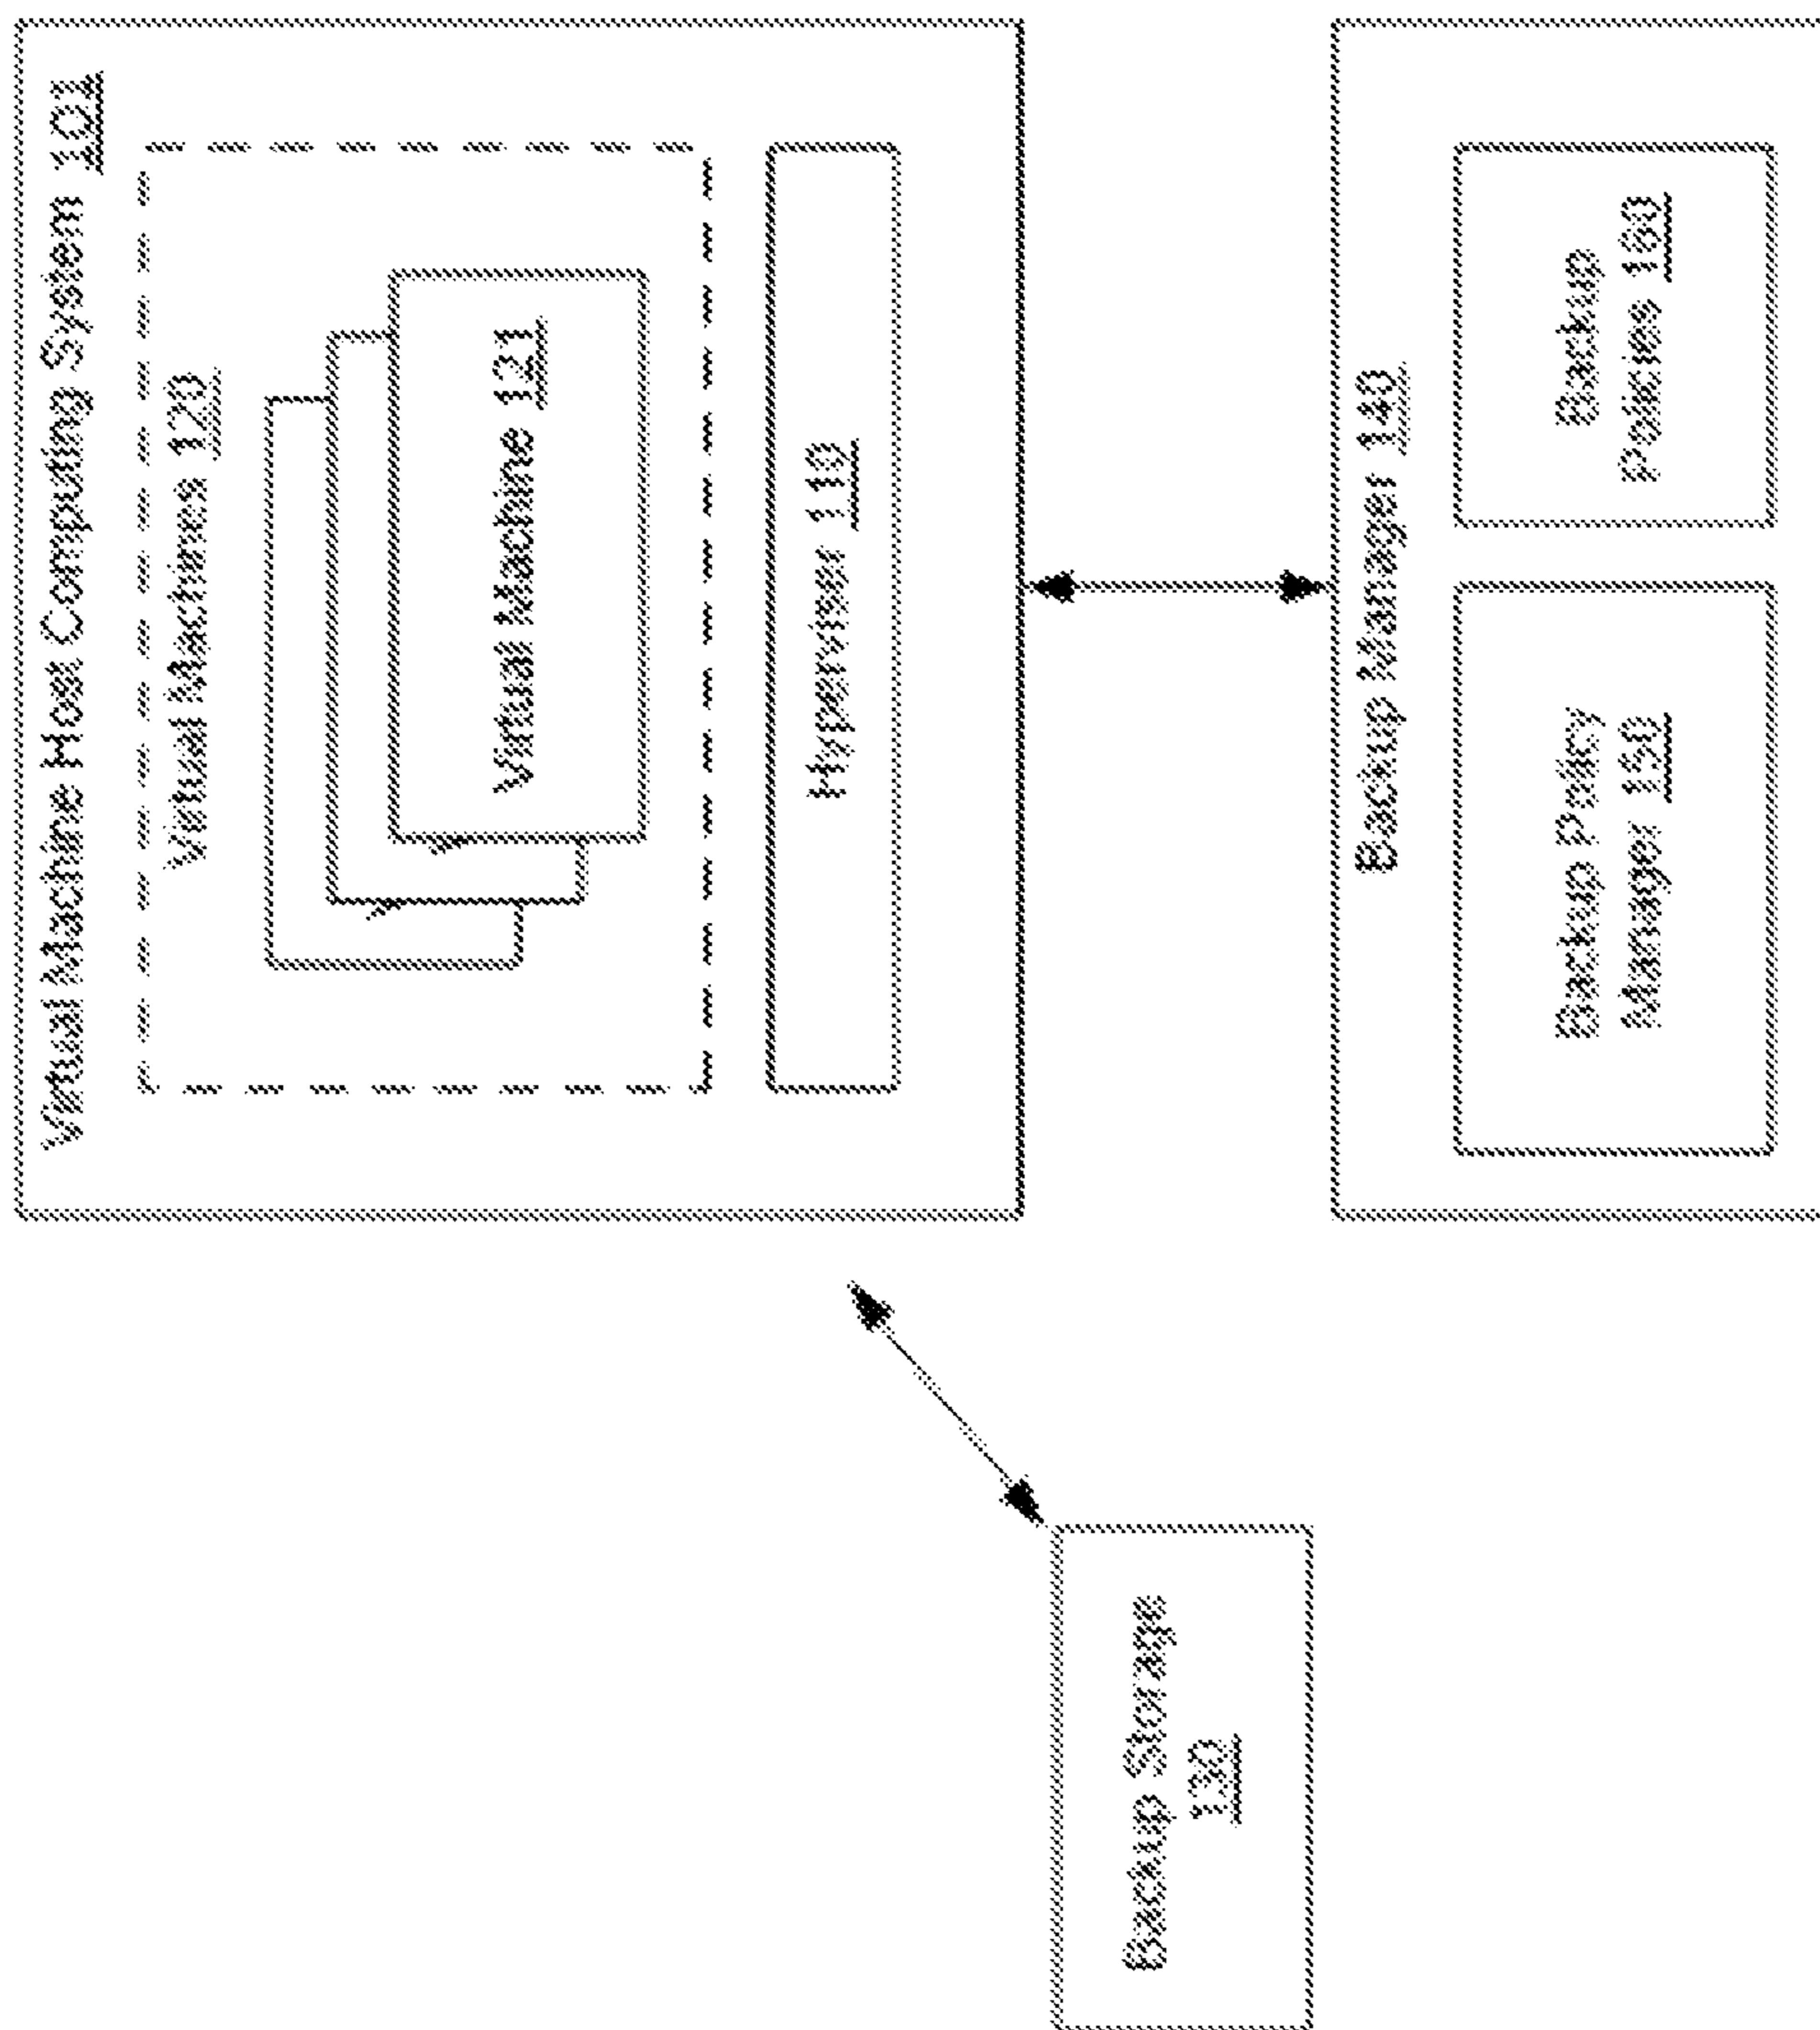 Virtual Machine Host Computing System 101
Virtual Machines 120
Virtual Machine 121
Hypervisor 110
Backup Storage
130
Backup Manager 140
Backup Policy
Manager 150
Backup
Policies 160